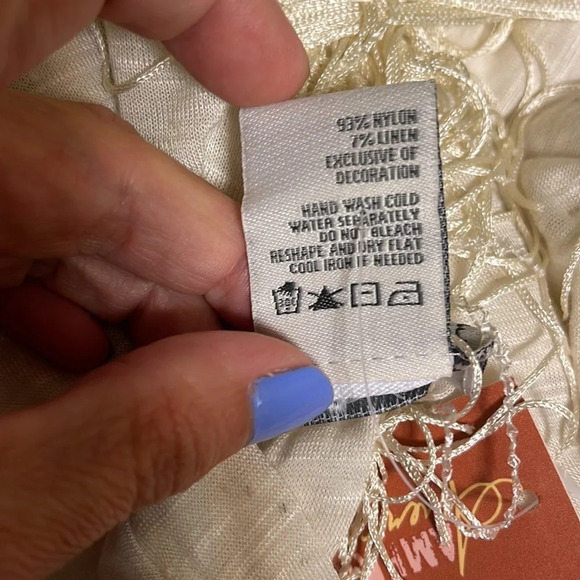 93% NYLON
7% LINEN
EXCLUSIVE OF
DECORATION
HAND WASH COLD
WATER SEPARATELY
DO NOT BLEACH
RESHAPE AND DRY FLAT
COOL IRON IF NEEDED